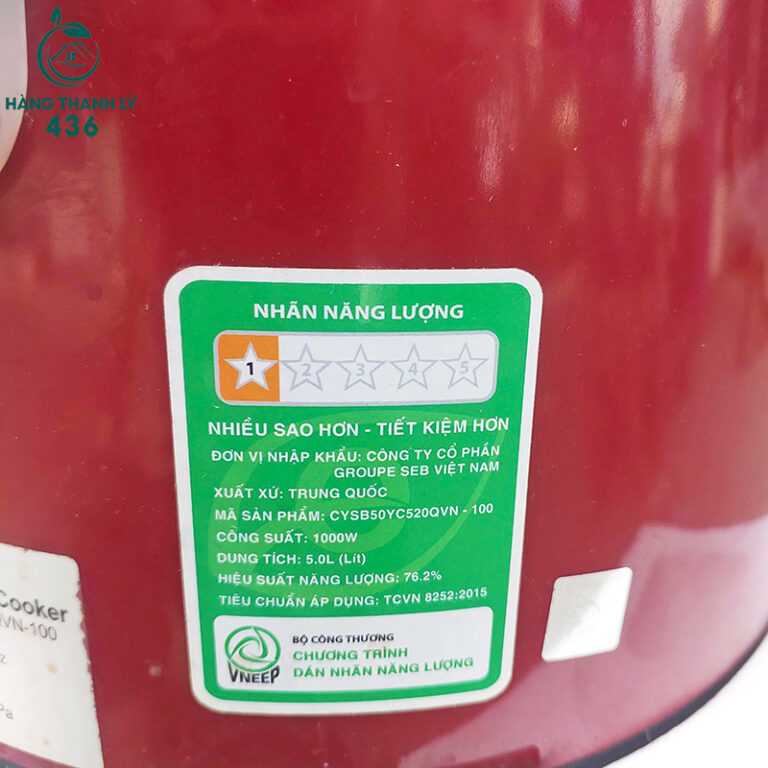 HÀNG THANH LÝ
436
NHÃN NĂNG LƯỢNG
1 2 3 4 5
NHIỀU SAO HƠN - TIẾT KIỆM HƠN
ĐƠN VỊ NHẬP KHẨU: CÔNG TY CỔ PHẦN
GROUPE SEB VIỆT NAM
XUẤT XỨ: TRUNG QUỐC
MÃ SẢN PHẨM: CYSB50YC520QVN - 100
CÔNG SUẤT: 1000W
DUNG TÍCH: 5.0L (Lít)
HIỆU SUẤT NĂNG LƯỢNG: 76.2%
TIÊU CHUẨN ÁP DỤNG: TCVN 8252:2015
BỘ CÔNG THƯƠNG
CHƯƠNG TRÌNH
DÁN NHÃN NĂNG LƯỢNG
VNEEP
Cooker
VN-100
z
Pa